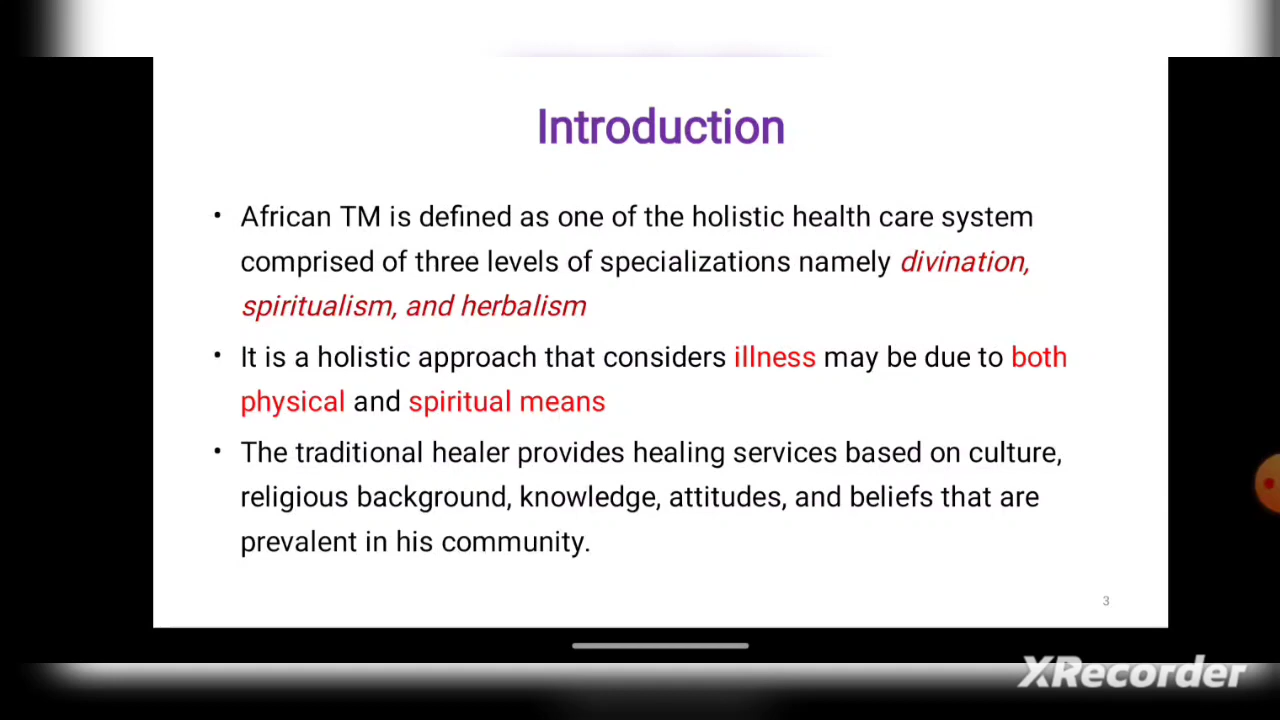 Introduction
• African TM is defined as one of the holistic health care system
comprised of three levels of specializations namely divination,
spiritualism, and herbalism
• It is a holistic approach that considers illness may be due to both
physical and spiritual means
• The traditional healer provides healing services based on culture,
religious background, knowledge, attitudes, and beliefs that are
prevalent in his community.
3
XRecorder